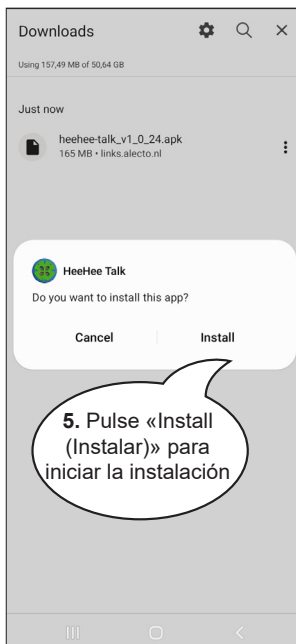 Downloads
Using 157,49 MB of 50,64 GB
Just now
heehee-talk_v1_0_24.apk
165 MB • links.alecto.nl
HeeHee Talk
Do you want to install this app?
Cancel Install
5. Pulse «Install
(Instalar)» para
iniciar la instalación